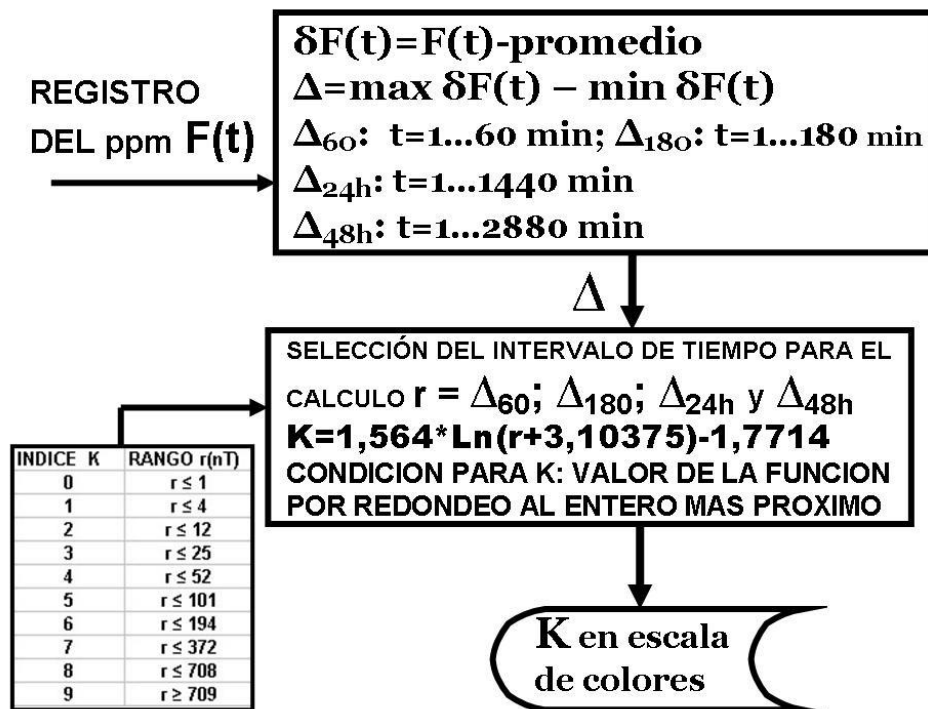 REGISTRO
DEL ppm F(t)
δF(t)=F(t)-promedio
Δ=max δF(t) – min δF(t)
Δ60: t=1...60 min; Δ180: t=1...180 min
Δ24h: t=1...1440 min
Δ48h: t=1...2880 min
Δ
SELECCIÓN DEL INTERVALO DE TIEMPO PARA EL
CALCULO r = Δ60; Δ180; Δ24h y Δ48h
K=1,564*Ln(r+3,10375)-1,7714
CONDICION PARA K: VALOR DE LA FUNCION
POR REDONDEO AL ENTERO MAS PROXIMO
INDICE K RANGO r(nT)
0 r ≤ 1
1 r ≤ 4
2 r ≤ 12
3 r ≤ 25
4 r ≤ 52
5 r ≤ 101
6 r ≤ 194
7 r ≤ 372
8 r ≤ 708
9 r ≥ 709
K en escala
de colores